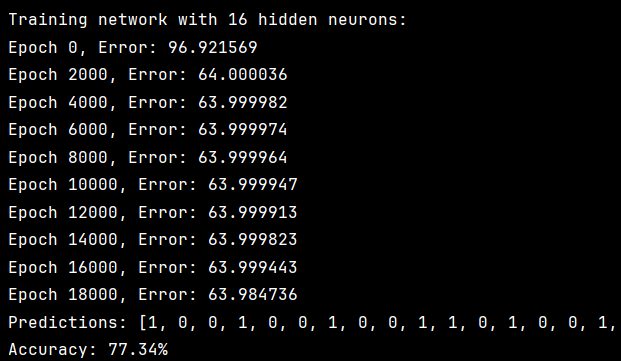 Training network with 16 hidden neurons:
Epoch 0, Error: 96.921569
Epoch 2000, Error: 64.000036
Epoch 4000, Error: 63.999982
Epoch 6000, Error: 63.999974
Epoch 8000, Error: 63.999964
Epoch 10000, Error: 63.999947
Epoch 12000, Error: 63.999913
Epoch 14000, Error: 63.999823
Epoch 16000, Error: 63.999443
Epoch 18000, Error: 63.984736
Predictions: [1, 0, 0, 1, 0, 0, 1, 0, 0, 1, 1, 0, 1, 0, 0, 1,
Accuracy: 77.34%